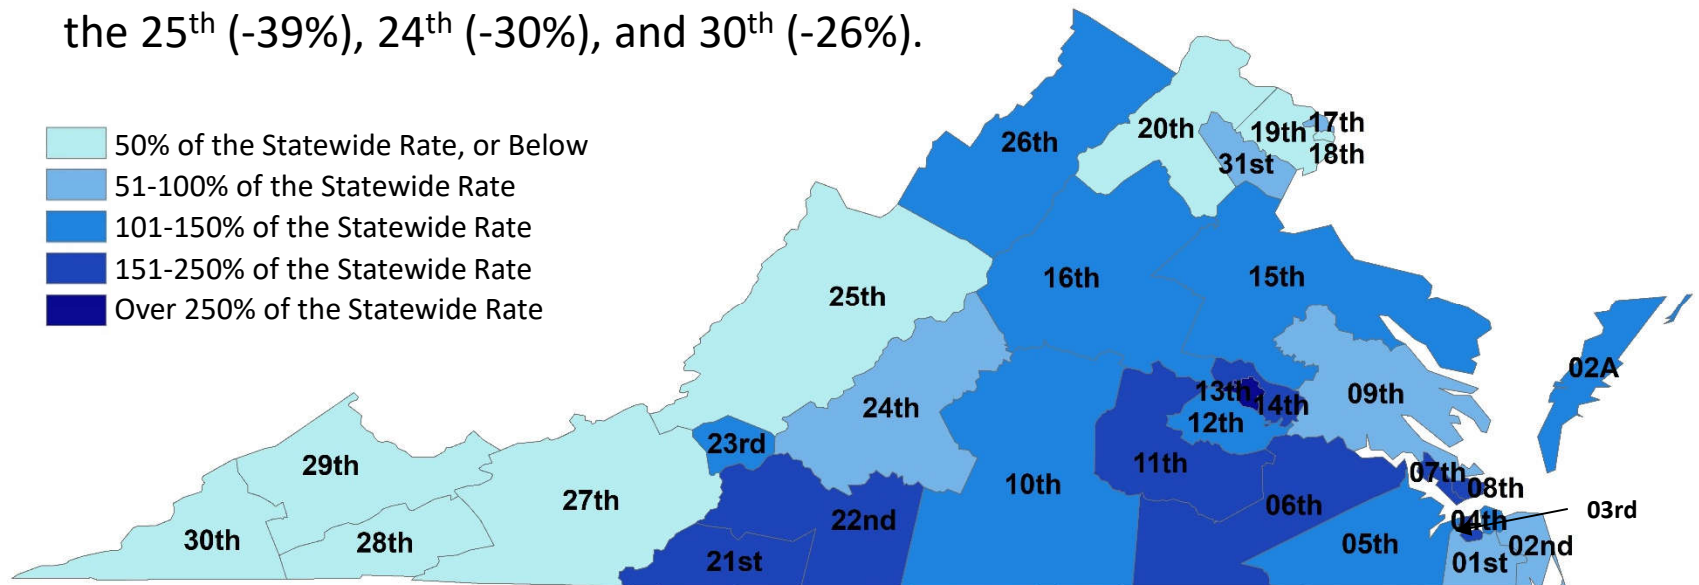 the 25th (-39%), 24th (-30%), and 30th (-26%).
50% of the Statewide Rate, or Below
51-100% of the Statewide Rate
101-150% of the Statewide Rate
151-250% of the Statewide Rate
Over 250% of the Statewide Rate
26th
20th
19th
17th
18th
31st
25th
16th
15th
02A
24th
13th
14th
09th
12th
23rd
29th
27th
10th
11th
07th
08th
06th
03rd
04th
22nd
30th
28th
21st
05th
02nd
01st